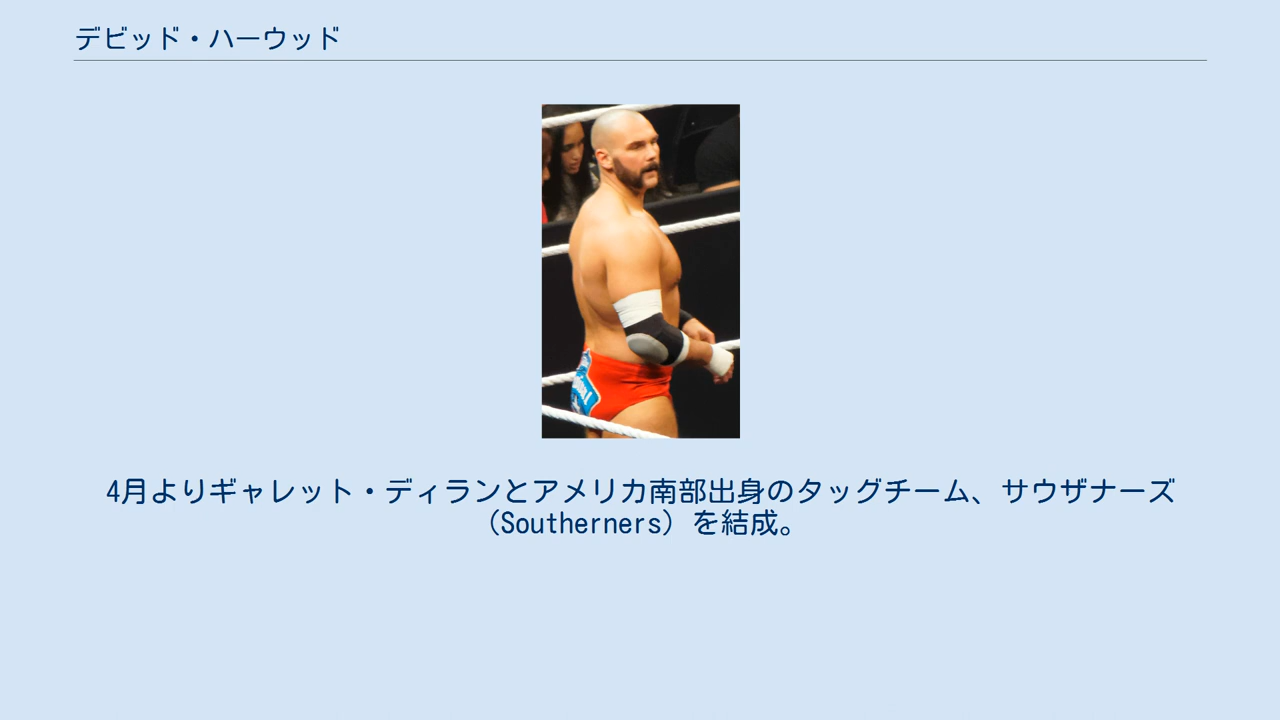 デビッド・ハーウッド
4月よりギャレット・ディランとアメリカ南部出身のタッグチーム、サウザナーズ
（Southerners）を結成。